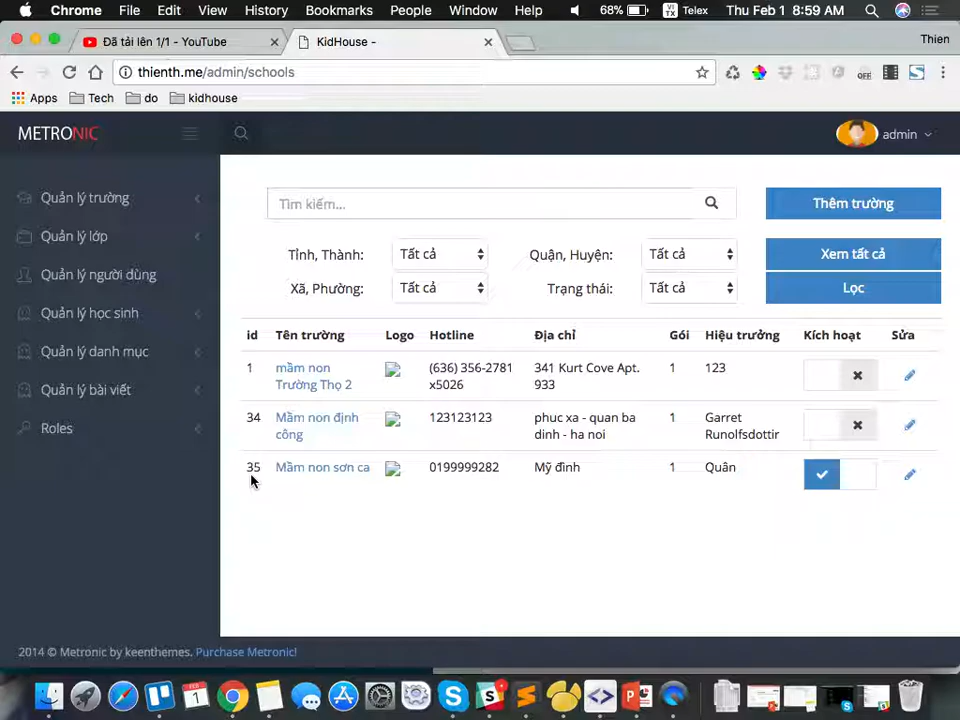 Chrome File Edit View History Bookmarks People Window Help 68% VI TX Telex Thu Feb 1 8:59 AM
Đã tải lên 1/1 - YouTube KidHouse - Thien
thienth.me/admin/schools OFF S
Apps Tech do kidhouse
METRONIC admin
Quản lý trường
Quản lý lớp
Quản lý người dùng
Quản lý học sinh
Quản lý danh mục
Quản lý bài viết
Roles
Tìm kiếm... Thêm trường
Tỉnh, Thành: Tất cả Quận, Huyện: Tất cả Xem tất cả
Xã, Phường: Tất cả Trạng thái: Tất cả Lọc
id Tên trường Logo Hotline Địa chỉ Gói Hiệu trưởng Kích hoạt Sửa
1 mầm non (636) 356-2781 341 Kurt Cove Apt. 1 123
Trường Thọ 2 x5026 933
34 Mầm non định 123123123 phuc xa - quan ba 1 Garret
công dinh - ha noi Runolfsdottir
35 Mầm non sơn ca 0199999282 Mỹ đình 1 Quân
2014 © Metronic by keenthemes. Purchase Metronic!